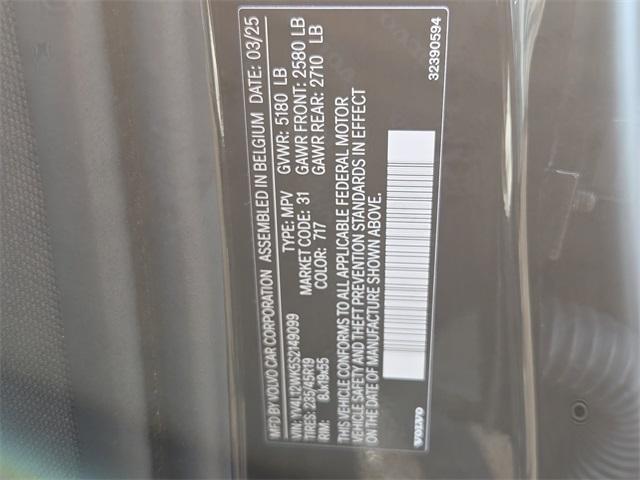 MFD BY VOLVO CAR CORPORATION ASSEMBLED IN BELGIUM DATE: 03/25
VIN: YV4L12WK5S2149099 TYPE: MPV GVWR: 5180 LB
TIRES: 235/45R19 MARKET CODE: 31 GAWR FRONT: 2580 LB
RIM: 8Jx19x55 COLOR: 717 GAWR REAR: 2710 LB
THIS VEHICLE CONFORMS TO ALL APPLICABLE FEDERAL MOTOR
VEHICLE SAFETY AND THEFT PREVENTION STANDARDS IN EFFECT
ON THE DATE OF MANUFACTURE SHOWN ABOVE.
VOLVO 32390594